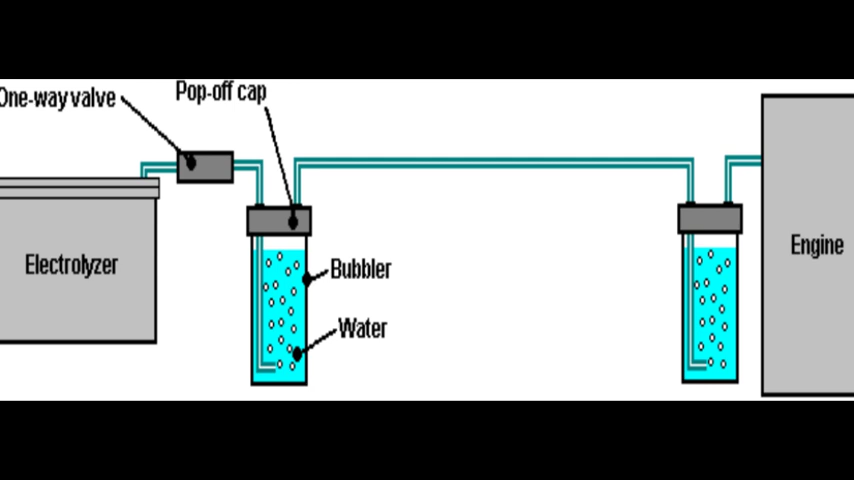 One-way valve
Pop-off cap
Electrolyzer
Bubbler
Water
Engine